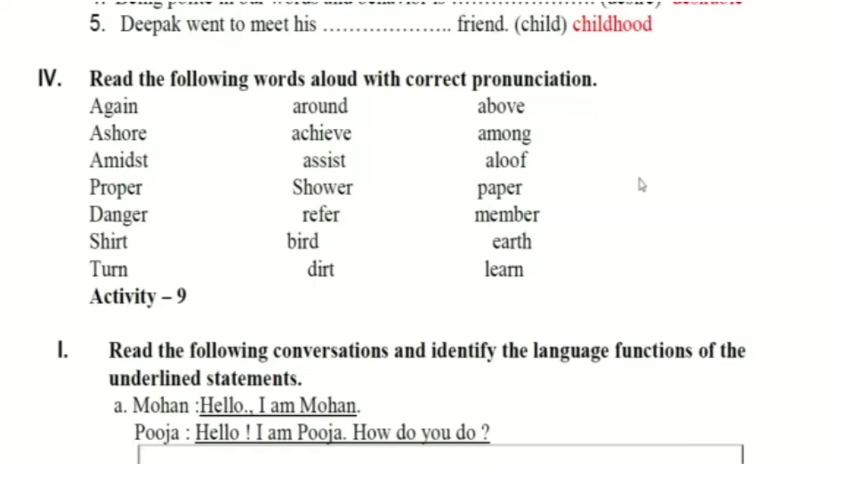 5. Deepak went to meet his ………………… friend. (child) childhood
IV. Read the following words aloud with correct pronunciation.
Again around above
Ashore achieve among
Amidst assist aloof
Proper Shower paper
Danger refer member
Shirt bird earth
Turn dirt learn
Activity – 9
I. Read the following conversations and identify the language functions of the
underlined statements.
a. Mohan :Hello., I am Mohan.
Pooja : Hello ! I am Pooja. How do you do ?